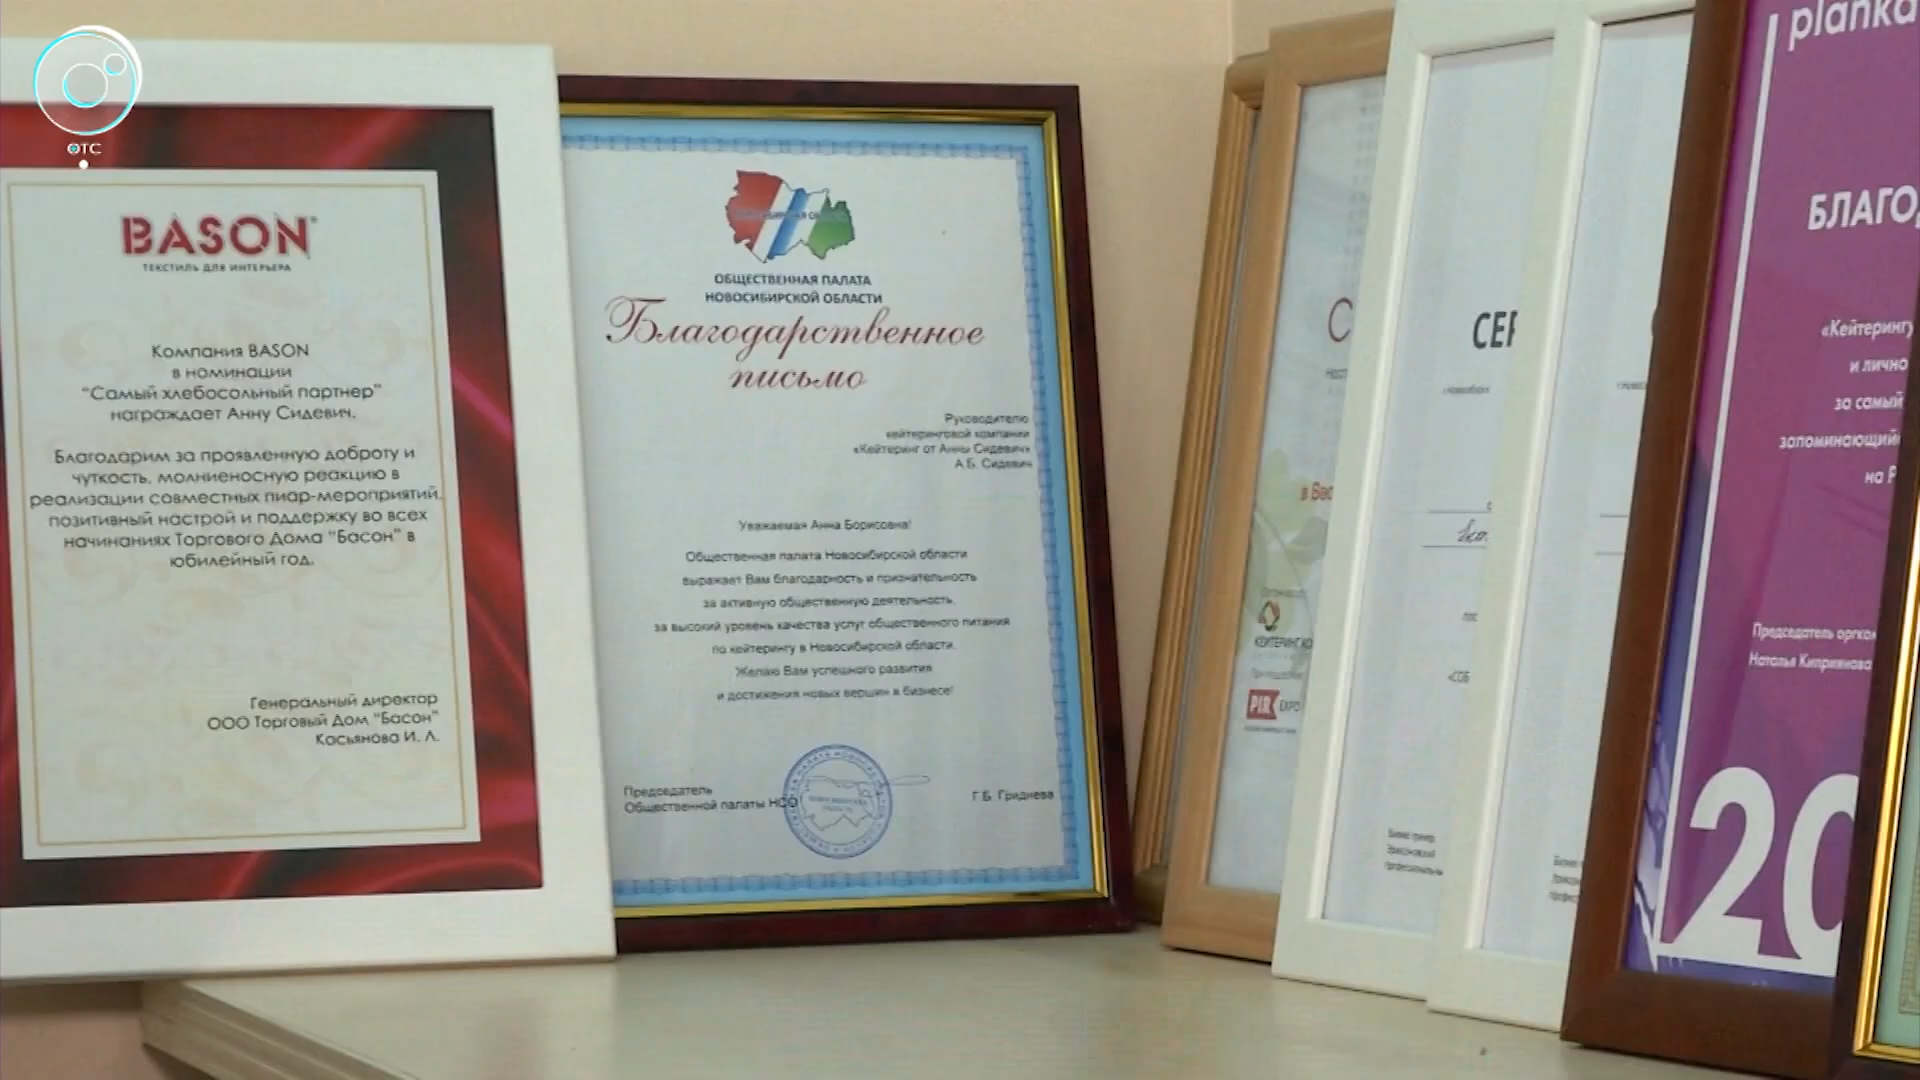 ОТС
BASON
ТЕКСТИЛЬ ДЛЯ ИНТЕРЬЕРА
Компания BASON
в номинации
"Самый хлебосольный партнер"
награждает Анну Сидевич.
Благодарим за проявленную доброту и
чуткость, молниеносную реакцию в
реализации совместных пиар-мероприятий,
позитивный настрой и поддержку во всех
начинаниях Торгового Дома "Басон" в
юбилейный год.
Генеральный директор
ООО Торговый Дом "Басон"
Касьянова И. Л.
ОБЩЕСТВЕННАЯ ПАЛАТА
НОВОСИБИРСКОЙ ОБЛАСТИ
Благодарственное
письмо
Руководителю
кейтеринговой компании
«Кейтеринг от Анны Сидевич»
А.Б. Сидевич
Уважаемая Анна Борисовна!
Общественная палата Новосибирской области
выражает Вам благодарность и признательность
за активную общественную деятельность,
за высокий уровень качества услуг общественного питания
по кейтерингу в Новосибирской области.
Желаю Вам успешного развития
и достижения новых вершин в бизнесе!
Председатель
Общественной палаты НСО
Г.Б. Гриднева
С
КЕЙТЕРИНГ КО
PIR EXPO
СЕР
«СОБ
planka
БЛАГО
«Кейтерингу
и лично
за самый
запоминающий
на Р
Председатель оргко
Наталья Киприянова
20